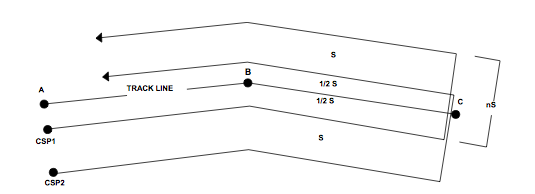 S
B
A
TRACK LINE
1/2 S
1/2 S
C
nS
CSP1
S
CSP2